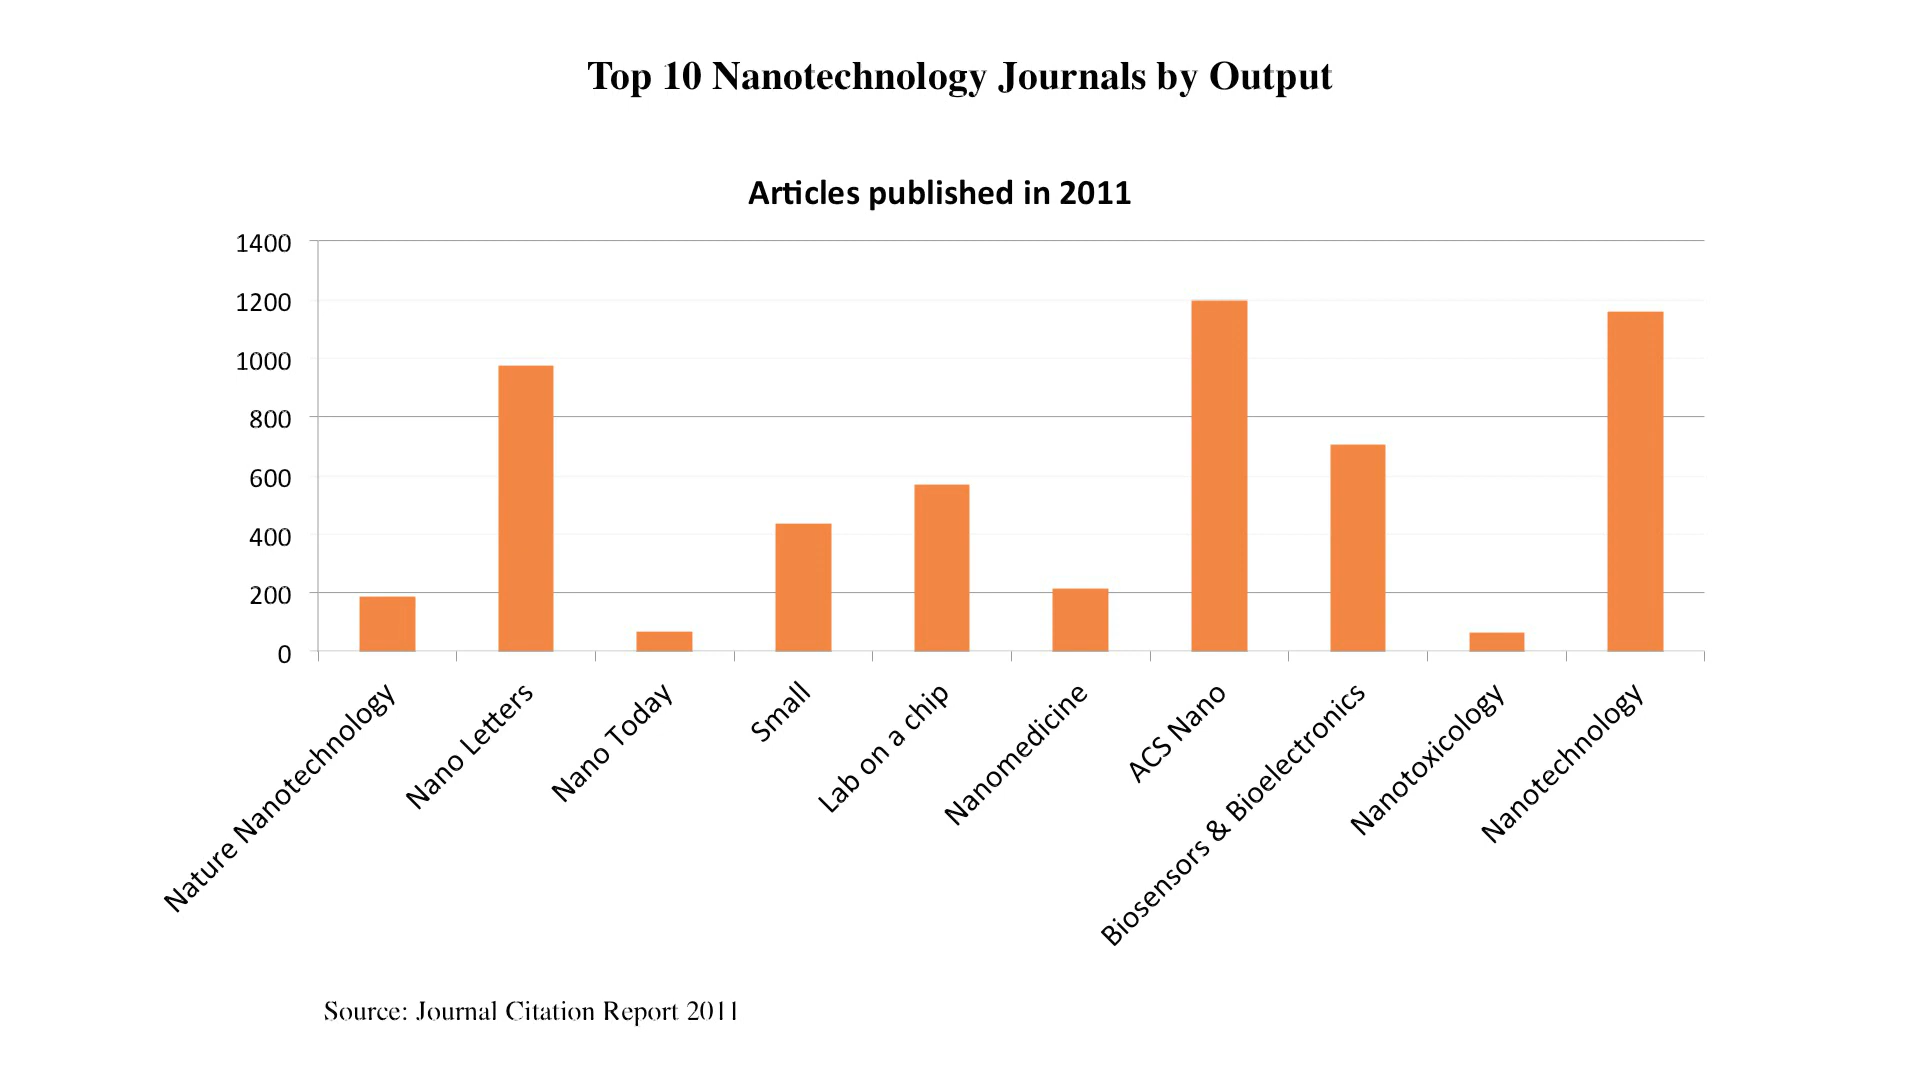 Top 10 Nanotechnology Journals by Output
Articles published in 2011
1400
1200
1000
800
600
400
200
0
Nature Nanotechnology
Nano Letters
Nano Today
Small
Lab on a chip
Nanomedicine
ACS Nano
Biosensors & Bioelectronics
Nanotoxicology
Nanotechnology
Source: Journal Citation Report 2011